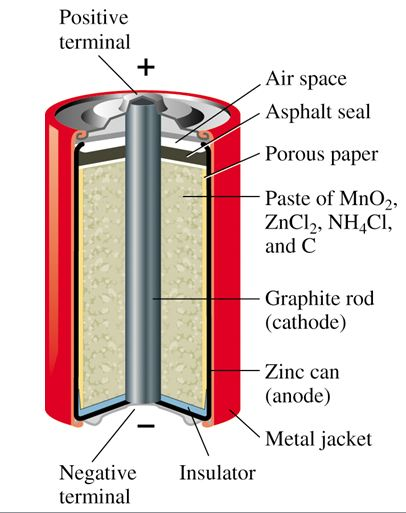 Positive
terminal
+
Air space
Asphalt seal
Porous paper
Paste of MnO₂,
ZnCl₂, NH₄Cl,
and C
Graphite rod
(cathode)
Zinc can
(anode)
Metal jacket
−
Negative
terminal
Insulator